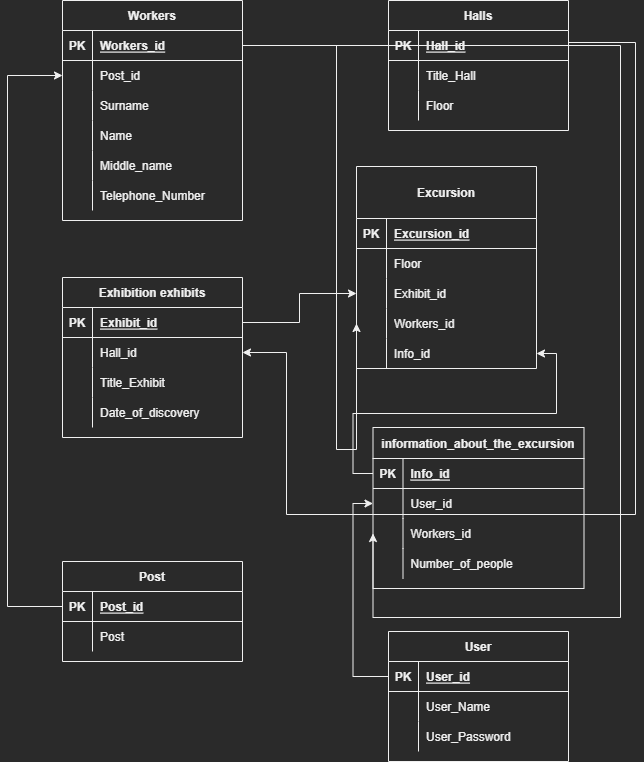 Workers
PK Workers_id
Post_id
Surname
Name
Middle_name
Telephone_Number
Halls
PK Hall_id
Title_Hall
Floor
Excursion
PK Excursion_id
Floor
Exhibit_id
Workers_id
Info_id
Exhibition exhibits
PK Exhibit_id
Hall_id
Title_Exhibit
Date_of_discovery
information_about_the_excursion
PK Info_id
User_id
Workers_id
Number_of_people
Post
PK Post_id
Post
User
PK User_id
User_Name
User_Password